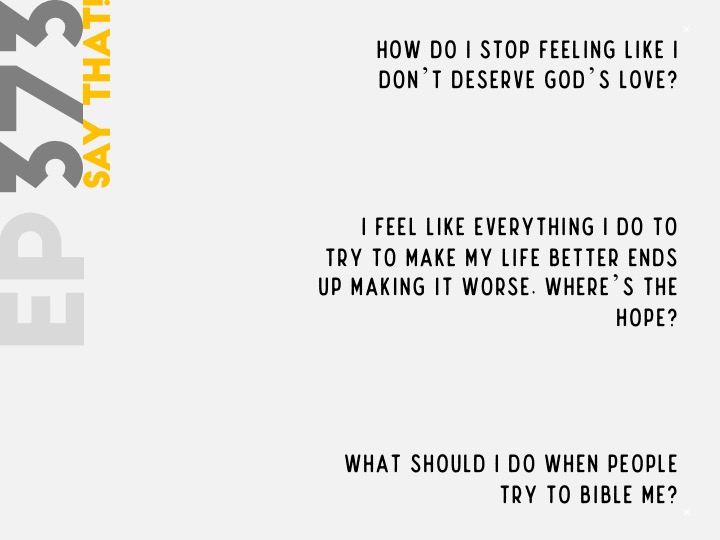 EP 373
SAY THAT!
HOW DO I STOP FEELING LIKE I
DON'T DESERVE GOD'S LOVE?
I FEEL LIKE EVERYTHING I DO TO
TRY TO MAKE MY LIFE BETTER ENDS
UP MAKING IT WORSE. WHERE'S THE
HOPE?
WHAT SHOULD I DO WHEN PEOPLE
TRY TO BIBLE ME?